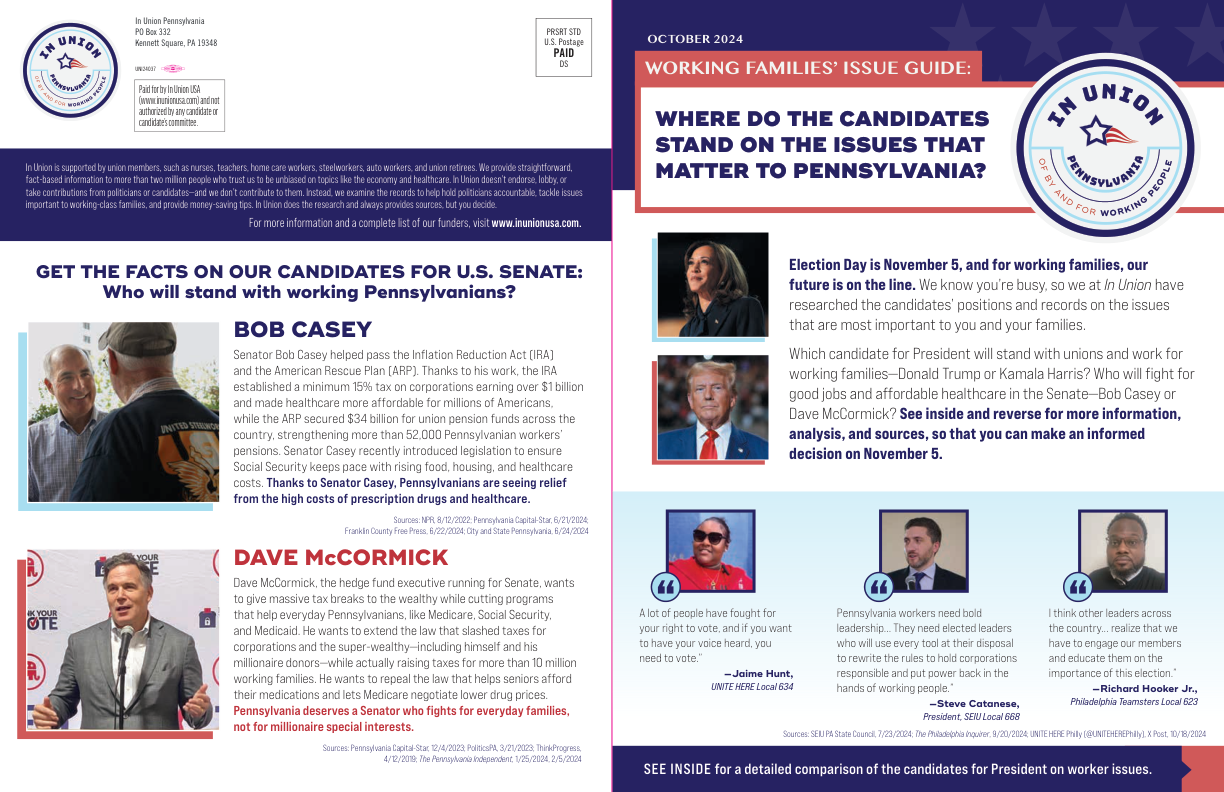 IN UNION
PENNSYLVANIA
OF BY AND FOR WORKING PEOPLE
In Union Pennsylvania
PO Box 332
Kennett Square, PA 19348
UNI24037
Paid for by In Union USA
(www.inunionusa.com) and not
authorized by any candidate or
candidate's committee.
PRSRT STD
U.S. Postage
PAID
DS
In Union is supported by union members, such as nurses, teachers, home care workers, steelworkers, auto workers, and union retirees. We provide straightforward,
fact-based information to more than two million people who trust us to be unbiased on topics like the economy and healthcare. In Union doesn't endorse, lobby, or
take contributions from politicians or candidates—and we don't contribute to them. Instead, we examine the records to help hold politicians accountable, tackle issues
important to working-class families, and provide money-saving tips. In Union does the research and always provides sources, but you decide.
For more information and a complete list of our funders, visit www.inunionusa.com.
GET THE FACTS ON OUR CANDIDATES FOR U.S. SENATE:
Who will stand with working Pennsylvanians?
UNITED STEELWOR
BOB CASEY
Senator Bob Casey helped pass the Inflation Reduction Act (IRA)
and the American Rescue Plan (ARP). Thanks to his work, the IRA
established a minimum 15% tax on corporations earning over $1 billion
and made healthcare more affordable for millions of Americans,
while the ARP secured $34 billion for union pension funds across the
country, strengthening more than 52,000 Pennsylvanian workers'
pensions. Senator Casey recently introduced legislation to ensure
Social Security keeps pace with rising food, housing, and healthcare
costs. Thanks to Senator Casey, Pennsylvanians are seeing relief
from the high costs of prescription drugs and healthcare.
Sources: NPR, 8/12/2022; Pennsylvania Capital-Star, 6/21/2024;
Franklin County Free Press, 6/22/2024; City and State Pennsylvania, 6/24/2024
YOUR
NK YOUR
OTE
DAVE McCORMICK
Dave McCormick, the hedge fund executive running for Senate, wants
to give massive tax breaks to the wealthy while cutting programs
that help everyday Pennsylvanians, like Medicare, Social Security,
and Medicaid. He wants to extend the law that slashed taxes for
corporations and the super-wealthy—including himself and his
millionaire donors—while actually raising taxes for more than 10 million
working families. He wants to repeal the law that helps seniors afford
their medications and lets Medicare negotiate lower drug prices.
Pennsylvania deserves a Senator who fights for everyday families,
not for millionaire special interests.
Sources: Pennsylvania Capital-Star, 12/4/2023; PoliticsPA, 3/21/2023; ThinkProgress,
4/12/2019; The Pennsylvania Independent, 1/25/2024, 2/5/2024
OCTOBER 2024
WORKING FAMILIES' ISSUE GUIDE:
WHERE DO THE CANDIDATES
STAND ON THE ISSUES THAT
MATTER TO PENNSYLVANIA?
IN UNION
PENNSYLVANIA
OF BY AND FOR WORKING PEOPLE
Election Day is November 5, and for working families, our
future is on the line. We know you're busy, so we at In Union have
researched the candidates' positions and records on the issues
that are most important to you and your families.
Which candidate for President will stand with unions and work for
working families—Donald Trump or Kamala Harris? Who will fight for
good jobs and affordable healthcare in the Senate—Bob Casey or
Dave McCormick? See inside and reverse for more information,
analysis, and sources, so that you can make an informed
decision on November 5.
“
A lot of people have fought for
your right to vote, and if you want
to have your voice heard, you
need to vote.”
—Jaime Hunt,
UNITE HERE Local 634
“
Pennsylvania workers need bold
leadership... They need elected leaders
who will use every tool at their disposal
to rewrite the rules to hold corporations
responsible and put power back in the
hands of working people.”
—Steve Catanese,
President, SEIU Local 668
“
I think other leaders across
the country... realize that we
have to engage our members
and educate them on the
importance of this election.”
—Richard Hooker Jr.,
Philadelphia Teamsters Local 623
Sources: SEIU PA State Council, 7/23/2024; The Philadelphia Inquirer, 9/20/2024; UNITE HERE Philly (@UNITEHEREPhilly), X Post, 10/18/2024
SEE INSIDE for a detailed comparison of the candidates for President on worker issues.